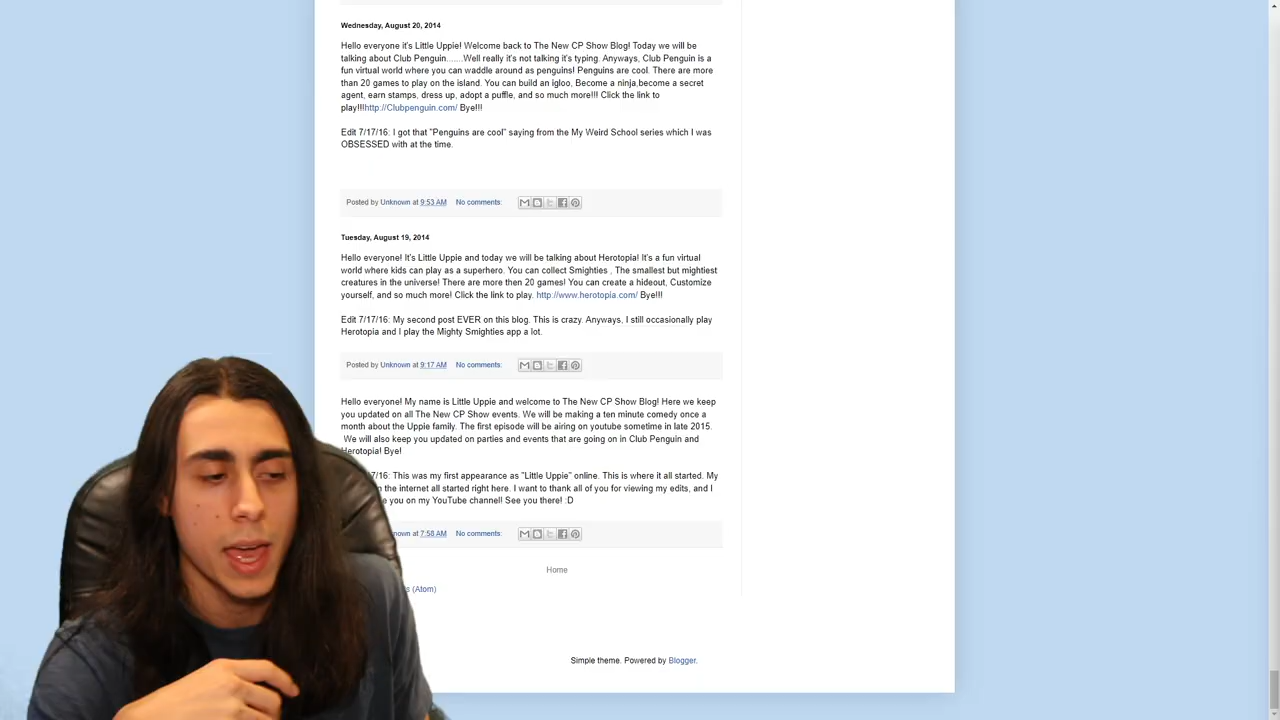 Wednesday, August 20, 2014
Hello everyone it's Little Uppie! Welcome back to The New CP Show Blog! Today we will be
talking about Club Penguin.......Well really it's not talking it's typing. Anyways, Club Penguin is a
fun virtual world where you can waddle around as penguins! Penguins are cool. There are more
than 20 games to play on the island. You can build an igloo, Become a ninja,become a secret
agent, earn stamps, dress up, adopt a puffle, and so much more!!! Click the link to
play!!!http://Clubpenguin.com/ Bye!!!
Edit 7/17/16: I got that "Penguins are cool" saying from the My Weird School series which I was
OBSESSED with at the time.
Posted by Unknown at 9:53 AM No comments:
Tuesday, August 19, 2014
Hello everyone! It's Little Uppie and today we will be talking about Herotopia! It's a fun virtual
world where kids can play as a superhero. You can collect Smighties , The smallest but mightiest
creatures in the universe! There are more then 20 games! You can create a hideout, Customize
yourself, and so much more! Click the link to play. http://www.herotopia.com/ Bye!!!
Edit 7/17/16: My second post EVER on this blog. This is crazy. Anyways, I still occasionally play
Herotopia and I play the Mighty Smighties app a lot.
Posted by Unknown at 9:17 AM No comments:
Hello everyone! My name is Little Uppie and welcome to The New CP Show Blog! Here we keep
you updated on all The New CP Show events. We will be making a ten minute comedy once a
month about the Uppie family. The first episode will be airing on youtube sometime in late 2015.
We will also keep you updated on parties and events that are going on in Club Penguin and
Herotopia! Bye!
7/16: This was my first appearance as "Little Uppie" online. This is where it all started. My
the internet all started right here. I want to thank all of you for viewing my edits, and I
you on my YouTube channel! See you there! :D
at 7:58 AM No comments:
Home
(Atom)
Simple theme. Powered by Blogger.